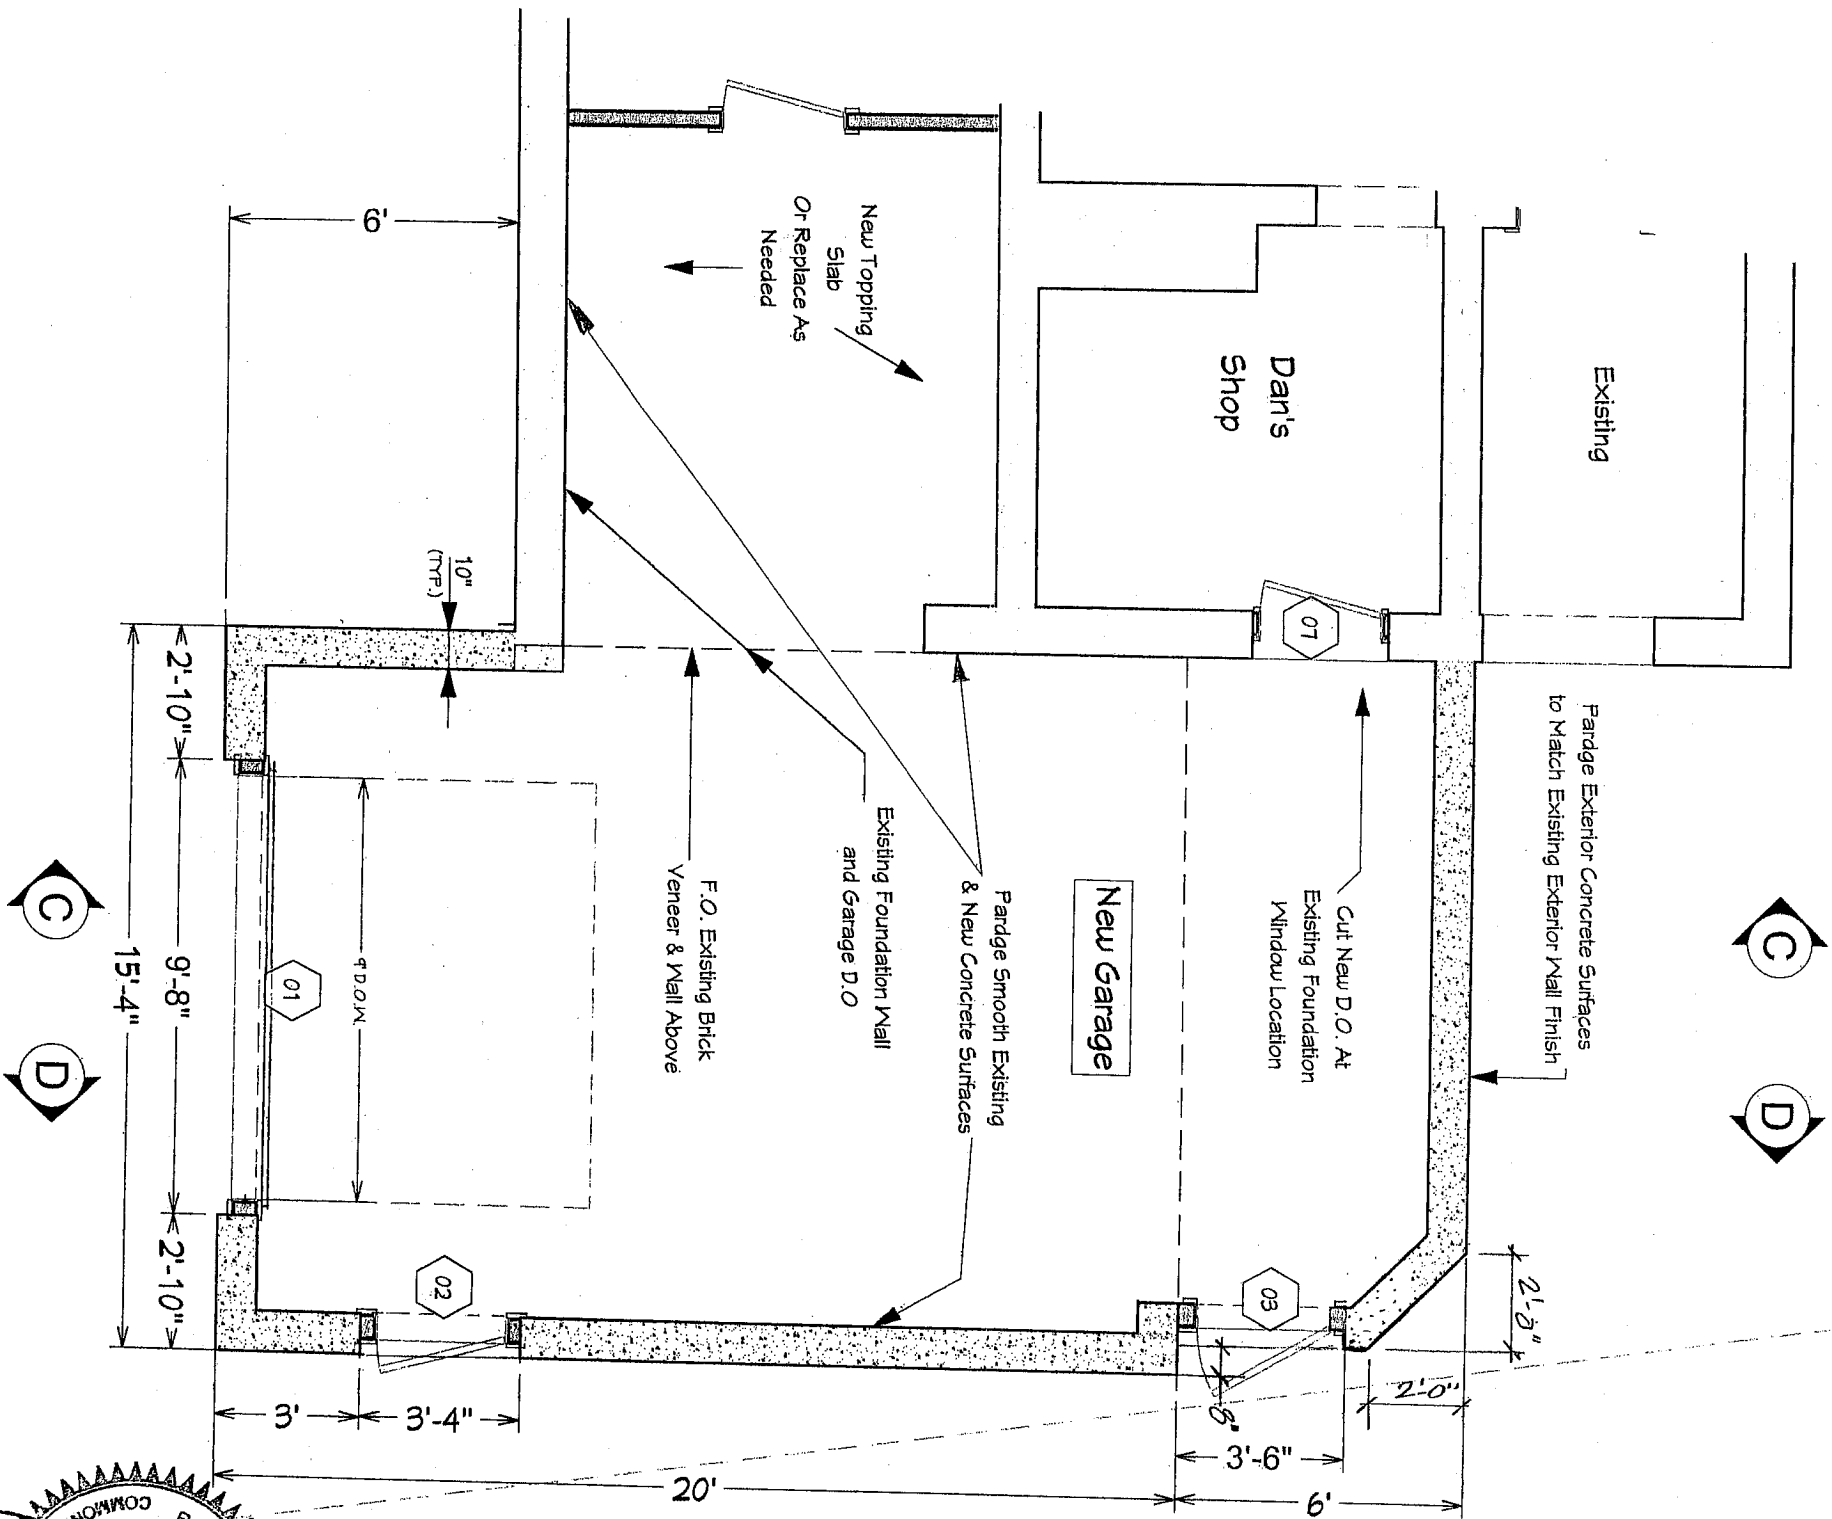 Existing
Pardge Exterior Concrete Surfaces
to Match Existing Exterior Wall Finish
C
D
Dan's
Shop
07
Cut New D.O. At
Existing Foundation
Window Location
2'-0"
2'-0"
03
8"
3'-6"
6'
New Topping
Slab
Or Replace As
Needed
New Garage
Pardge Smooth Existing
& New Concrete Surfaces
Existing Foundation Wall
and Garage D.O
F.O. Existing Brick
Veneer & Wall Above
6'
10"
(TYP.)
9 D.O.W.
01
02
3'
3'-4"
20'
2'-10"
9'-8"
2'-10"
15'-4"
C
D